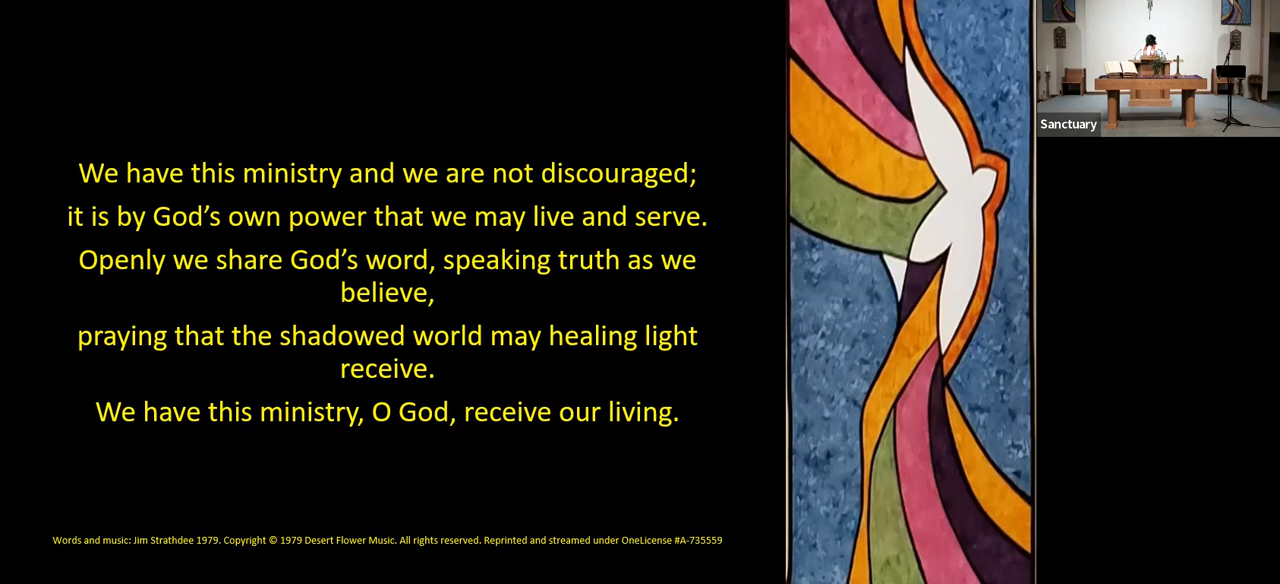 We have this ministry and we are not discouraged;
it is by God’s own power that we may live and serve.
Openly we share God’s word, speaking truth as we
believe,
praying that the shadowed world may healing light
receive.
We have this ministry, O God, receive our living.
Words and music: Jim Strathdee 1979. Copyright © 1979 Desert Flower Music. All rights reserved. Reprinted and streamed under OneLicense #A-735559
Sanctuary